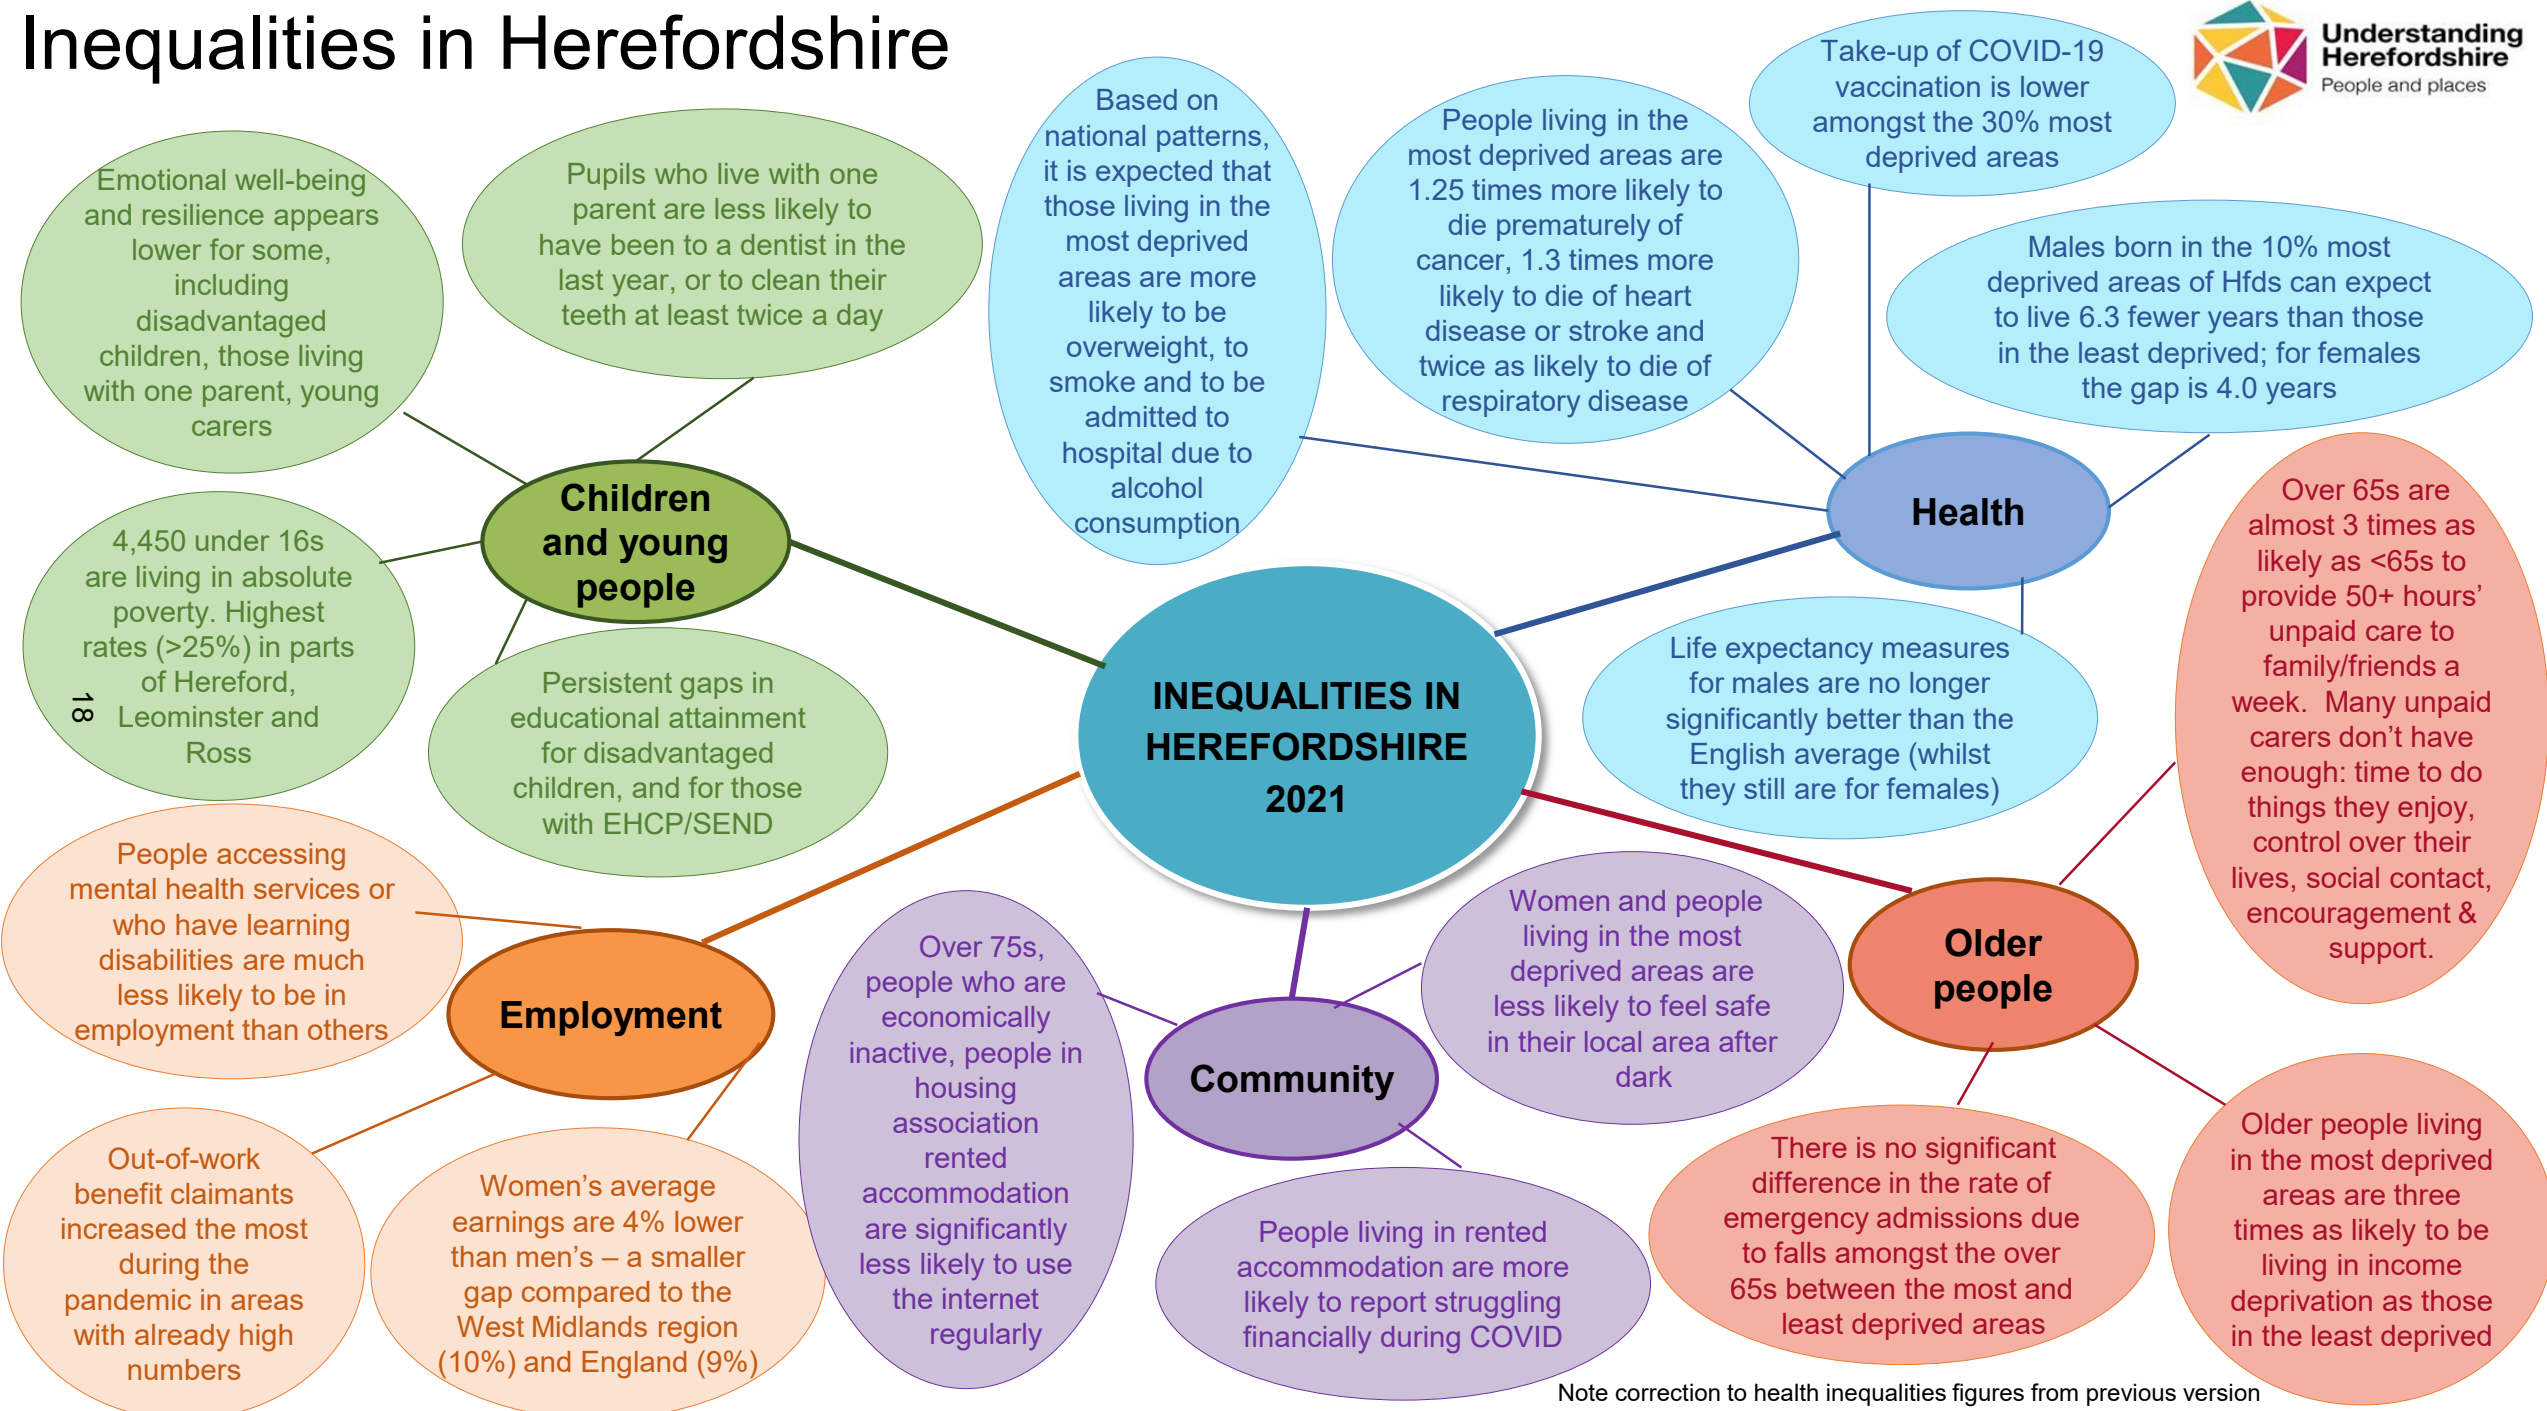 Inequalities in Herefordshire
Understanding
Herefordshire
People and places
Emotional well-being
and resilience appears
lower for some,
including
disadvantaged
children, those living
with one parent, young
carers
Pupils who live with one
parent are less likely to
have been to a dentist in the
last year, or to clean their
teeth at least twice a day
4,450 under 16s
are living in absolute
poverty. Highest
rates (>25%) in parts
of Hereford,
Leominster and
Ross
18
Children
and young
people
Persistent gaps in
educational attainment
for disadvantaged
children, and for those
with EHCP/SEND
Based on
national patterns,
it is expected that
those living in the
most deprived
areas are more
likely to be
overweight, to
smoke and to be
admitted to
hospital due to
alcohol
consumption
People living in the
most deprived areas are
1.25 times more likely to
die prematurely of
cancer, 1.3 times more
likely to die of heart
disease or stroke and
twice as likely to die of
respiratory disease
Take-up of COVID-19
vaccination is lower
amongst the 30% most
deprived areas
Males born in the 10% most
deprived areas of Hfds can expect
to live 6.3 fewer years than those
in the least deprived; for females
the gap is 4.0 years
Health
Life expectancy measures
for males are no longer
significantly better than the
English average (whilst
they still are for females)
INEQUALITIES IN
HEREFORDSHIRE
2021
Over 65s are
almost 3 times as
likely as <65s to
provide 50+ hours’
unpaid care to
family/friends a
week. Many unpaid
carers don’t have
enough: time to do
things they enjoy,
control over their
lives, social contact,
encouragement &
support.
Older
people
There is no significant
difference in the rate of
emergency admissions due
to falls amongst the over
65s between the most and
least deprived areas
Older people living
in the most deprived
areas are three
times as likely to be
living in income
deprivation as those
in the least deprived
People accessing
mental health services or
who have learning
disabilities are much
less likely to be in
employment than others
Employment
Out-of-work
benefit claimants
increased the most
during the
pandemic in areas
with already high
numbers
Women’s average
earnings are 4% lower
than men’s – a smaller
gap compared to the
West Midlands region
(10%) and England (9%)
Over 75s,
people who are
economically
inactive, people in
housing
association
rented
accommodation
are significantly
less likely to use
the internet
regularly
Community
Women and people
living in the most
deprived areas are
less likely to feel safe
in their local area after
dark
People living in rented
accommodation are more
likely to report struggling
financially during COVID
Note correction to health inequalities figures from previous version